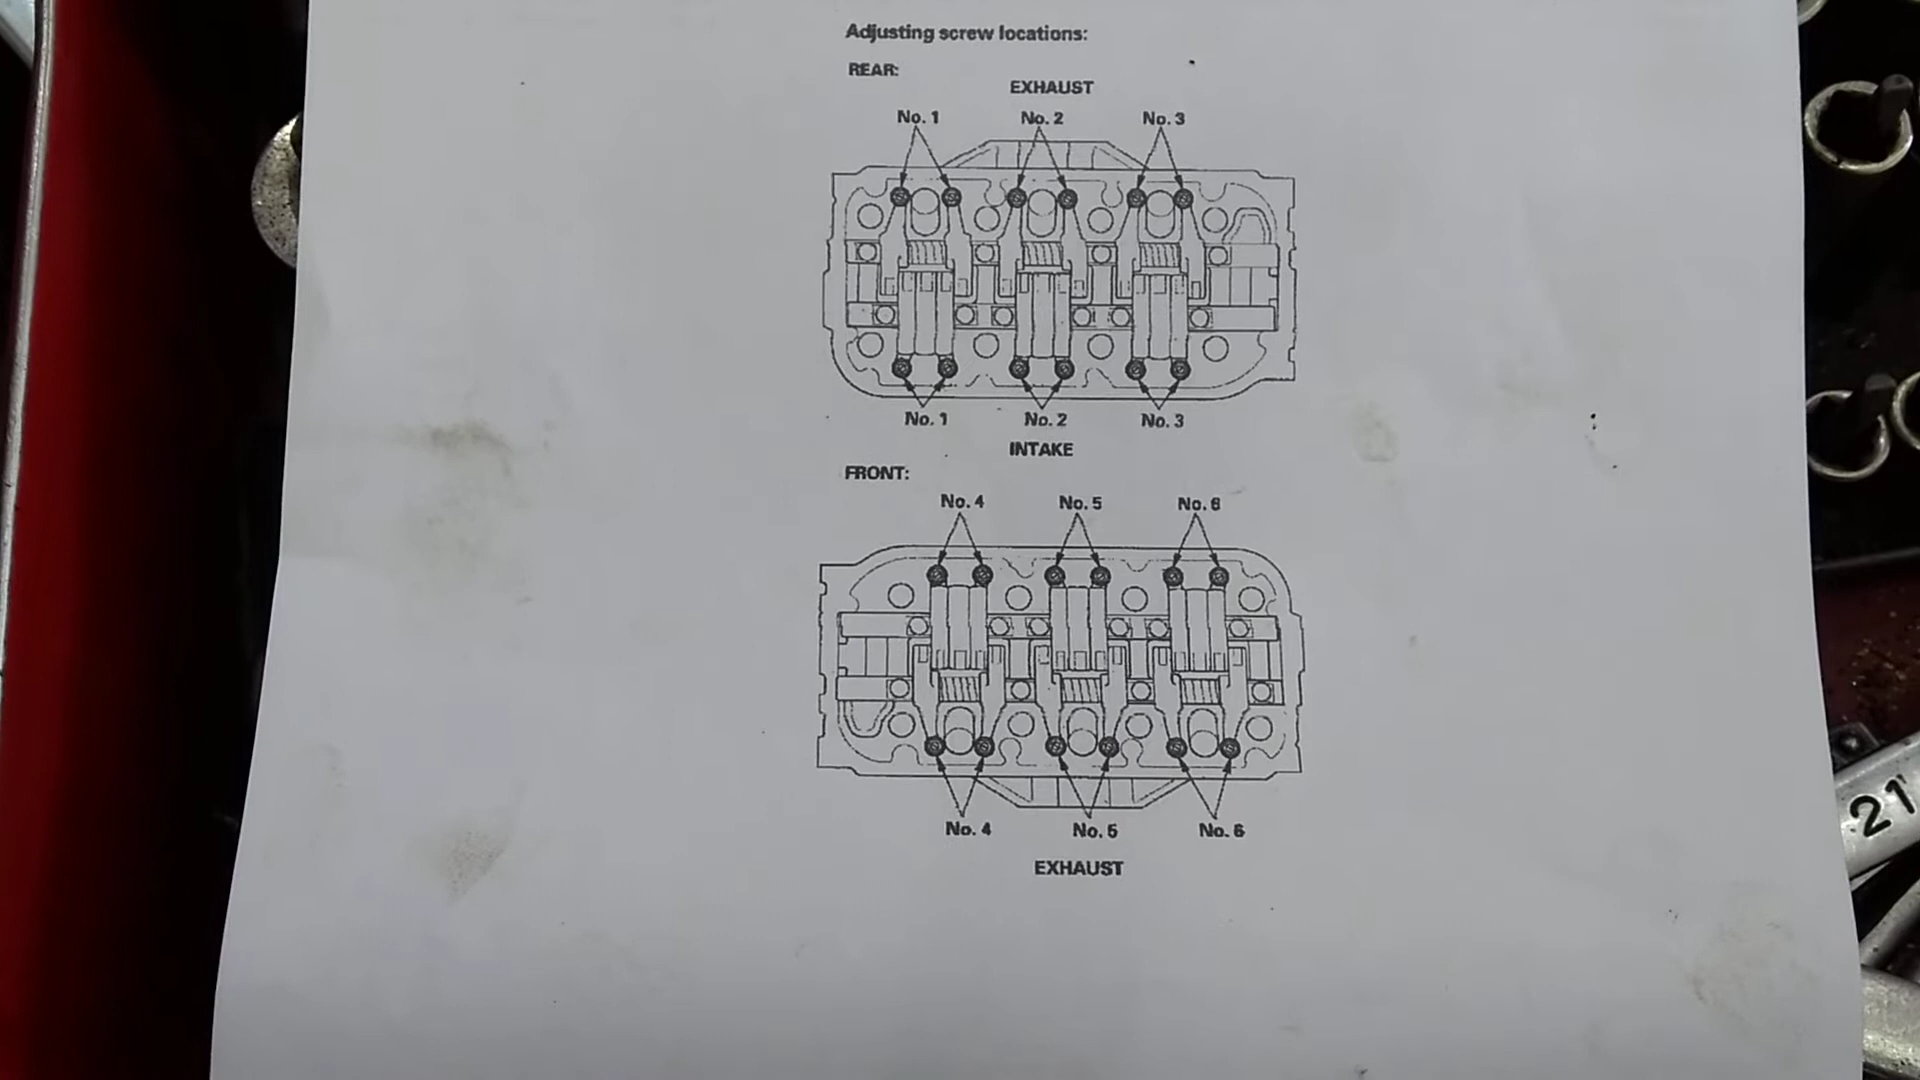 Adjusting screw locations:
REAR:
EXHAUST
No. 1 No. 2 No. 3
No. 1 No. 2 No. 3
INTAKE
FRONT:
No. 4 No. 5 No. 6
No. 4 No. 5 No. 6
EXHAUST
21